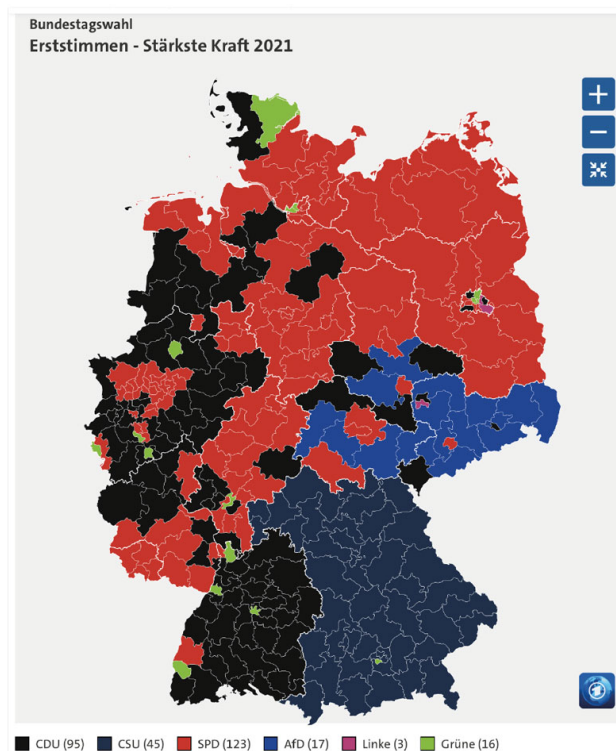 Bundestagswahl
Erststimmen - Stärkste Kraft 2021
+
−
CDU (95) CSU (45) SPD (123) AfD (17) Linke (3) Grüne (16)